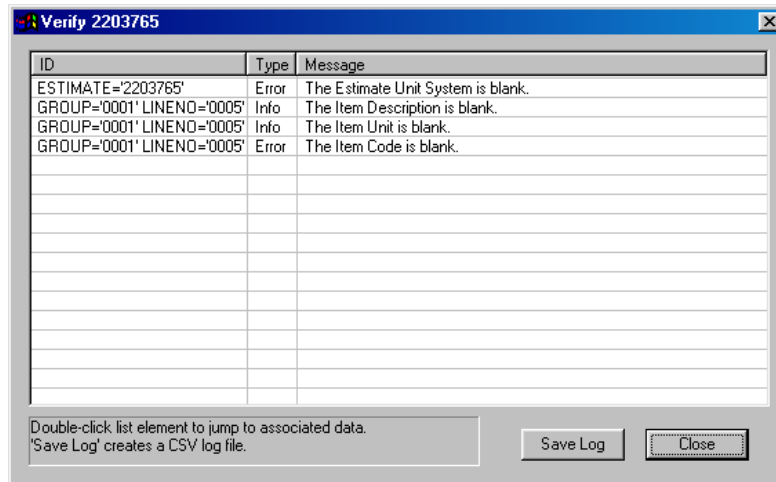 Verify 2203765
ID Type Message
ESTIMATE='2203765' Error The Estimate Unit System is blank.
GROUP='0001' LINENO='0005' Info The Item Description is blank.
GROUP='0001' LINENO='0005' Info The Item Unit is blank.
GROUP='0001' LINENO='0005' Error The Item Code is blank.
Double-click list element to jump to associated data.
'Save Log' creates a CSV log file.
Save Log Close